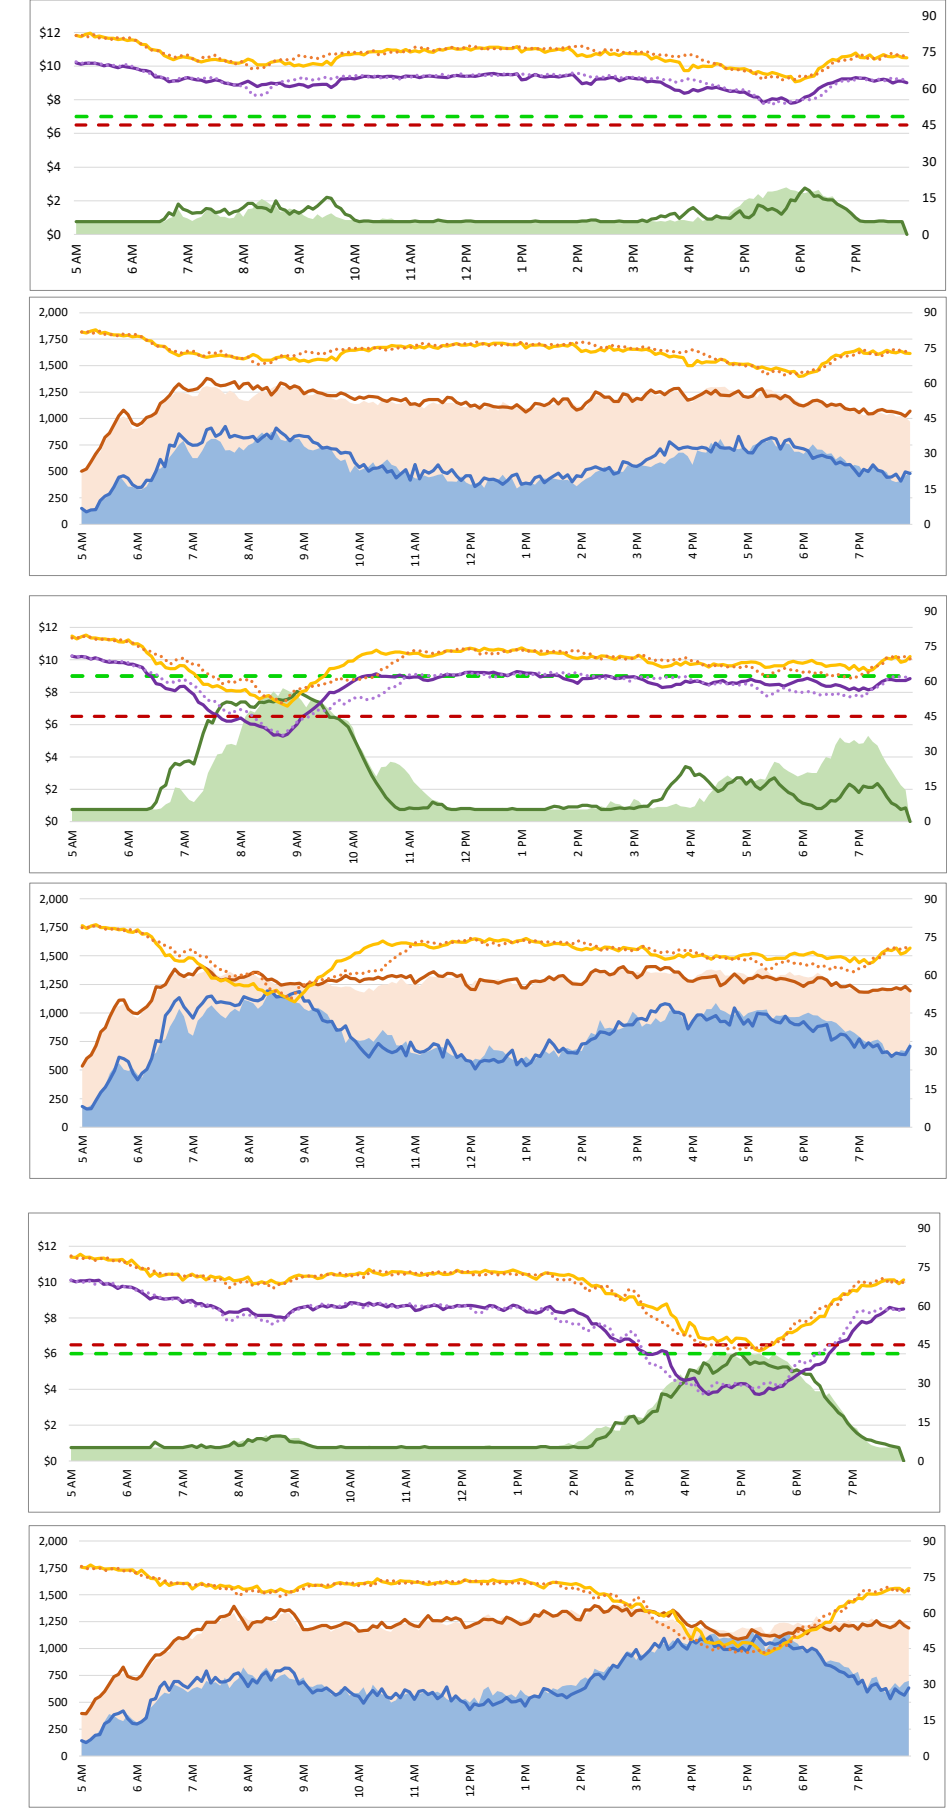 90
$12
75
$10
60
$8
$6
45
$4
30
$2
15
$0
0
5 AM
6 AM
7 AM
8 AM
9 AM
10 AM
11 AM
12 PM
1 PM
2 PM
3 PM
4 PM
5 PM
6 PM
7 PM
2,000
90
1,750
75
1,500
60
1,250
1,000
45
750
30
500
15
250
0
0
5 AM
6 AM
7 AM
8 AM
9 AM
10 AM
11 AM
12 PM
1 PM
2 PM
3 PM
4 PM
5 PM
6 PM
7 PM
90
$12
75
$10
60
$8
$6
45
$4
30
$2
15
$0
0
5 AM
6 AM
7 AM
8 AM
9 AM
10 AM
11 AM
12 PM
1 PM
2 PM
3 PM
4 PM
5 PM
6 PM
7 PM
2,000
90
1,750
75
1,500
60
1,250
1,000
45
750
30
500
15
250
0
0
5 AM
6 AM
7 AM
8 AM
9 AM
10 AM
11 AM
12 PM
1 PM
2 PM
3 PM
4 PM
5 PM
6 PM
7 PM
90
$12
75
$10
60
$8
45
$6
$4
30
$2
15
$0
0
5 AM
6 AM
7 AM
8 AM
9 AM
10 AM
11 AM
12 PM
1 PM
2 PM
3 PM
4 PM
5 PM
6 PM
7 PM
2,000
90
1,750
75
1,500
60
1,250
1,000
45
750
30
500
15
250
0
0
5 AM
6 AM
7 AM
8 AM
9 AM
10 AM
11 AM
12 PM
1 PM
2 PM
3 PM
4 PM
5 PM
6 PM
7 PM